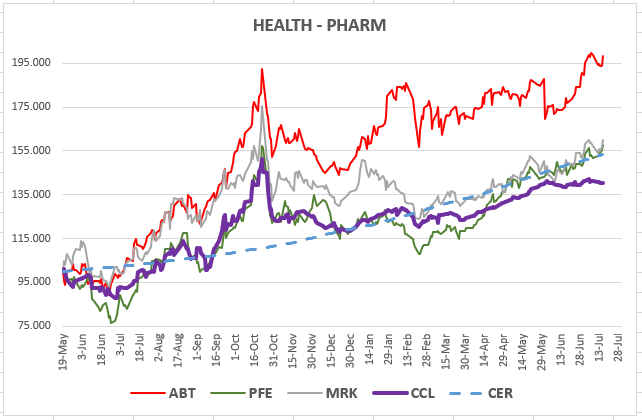 HEALTH - PHARM
195.000
175.000
155.000
135.000
115.000
95.000
75.000
19-May
3-Jun
18-Jun
3-Jul
18-Jul
2-Aug
17-Aug
1-Sep
16-Sep
1-Oct
16-Oct
31-Oct
15-Nov
30-Nov
15-Dec
30-Dec
14-Jan
29-Jan
13-Feb
28-Feb
15-Mar
30-Mar
14-Apr
29-Apr
14-May
29-May
13-Jun
28-Jun
13-Jul
28-Jul
ABT PFE MRK CCL CER